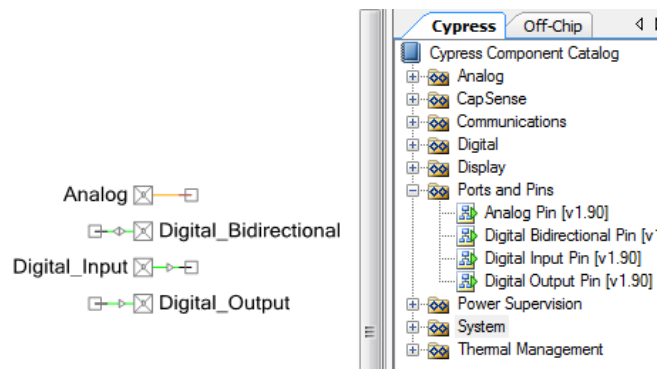 Cypress Off-Chip
Cypress Component Catalog
Analog
CapSense
Communications
Digital
Display
Ports and Pins
Analog Pin [v1.90]
Digital Bidirectional Pin [v1
Digital Input Pin [v1.90]
Digital Output Pin [v1.90]
Power Supervision
System
Thermal Management
Analog
Digital_Bidirectional
Digital_Input
Digital_Output